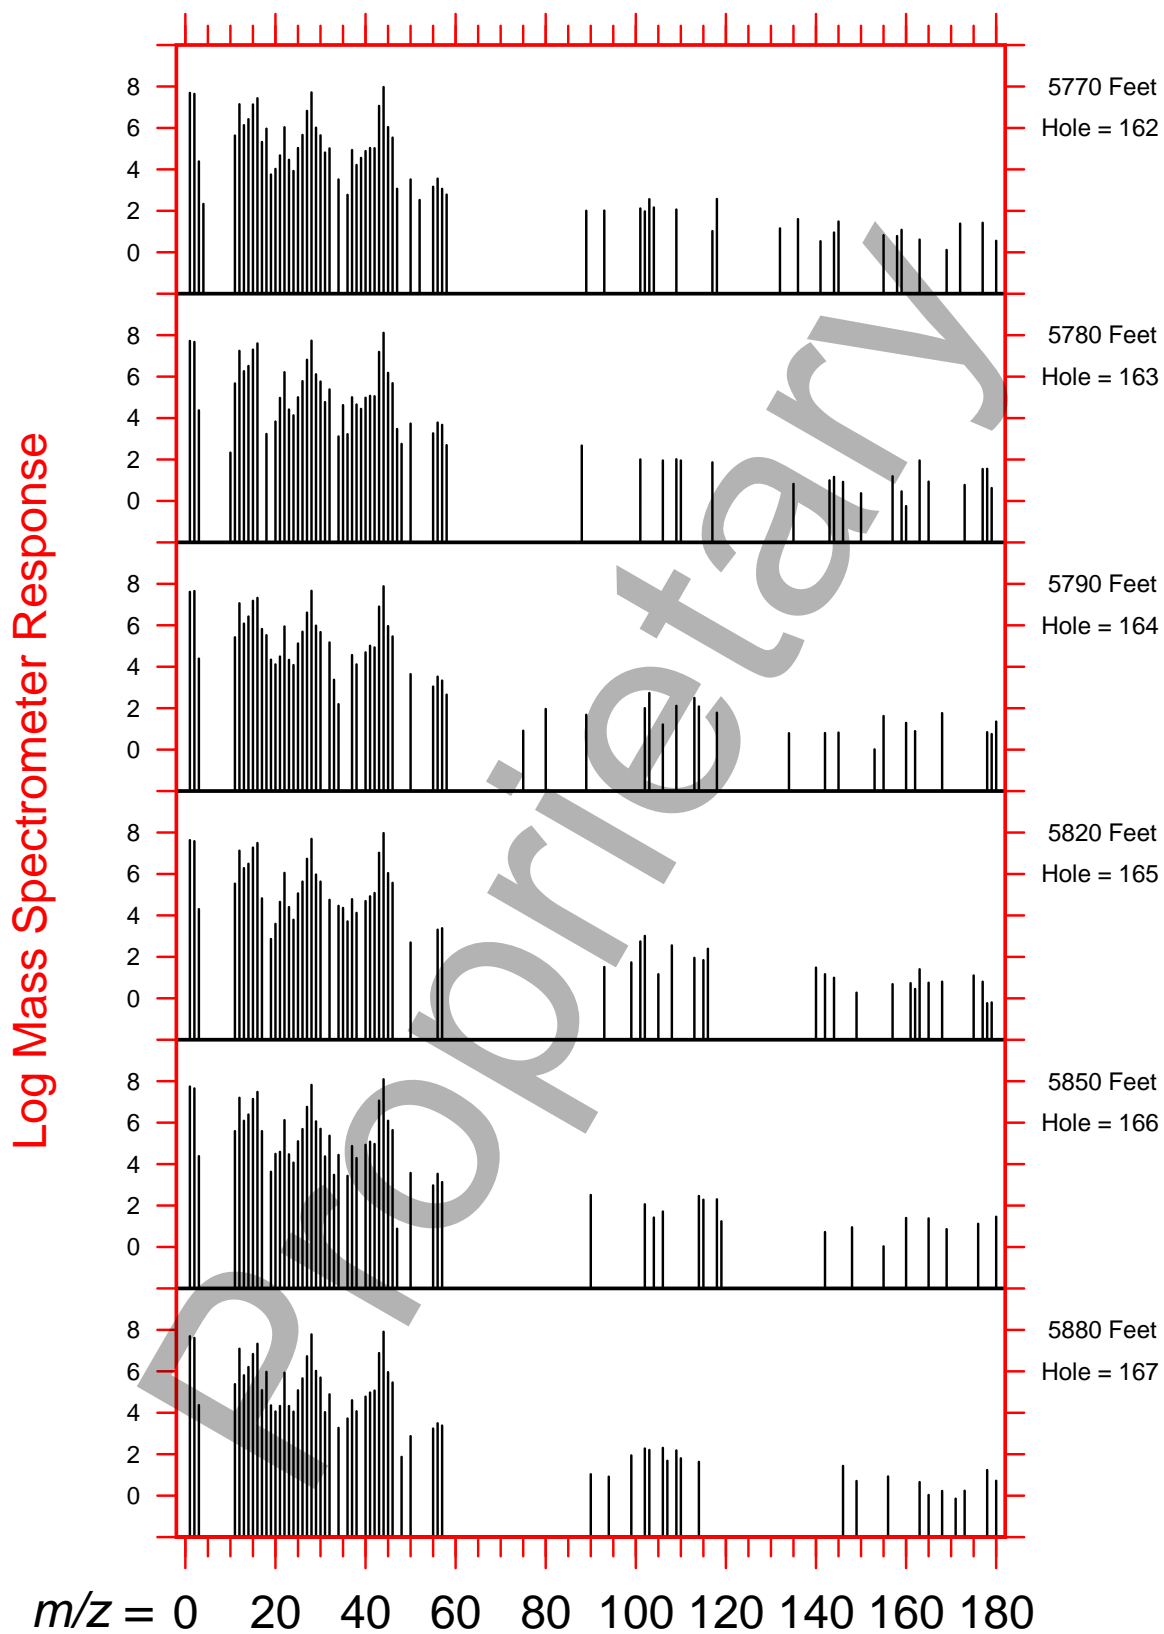 8
6
4
2
0
5770 Feet
Hole = 162
8
6
4
2
0
5780 Feet
Hole = 163
8
6
4
2
0
5790 Feet
Hole = 164
8
6
4
2
0
5820 Feet
Hole = 165
8
6
4
2
0
5850 Feet
Hole = 166
8
6
4
2
0
5880 Feet
Hole = 167
Log Mass Spectrometer Response
Proprietary
m/z = 0 20 40 60 80 100 120 140 160 180